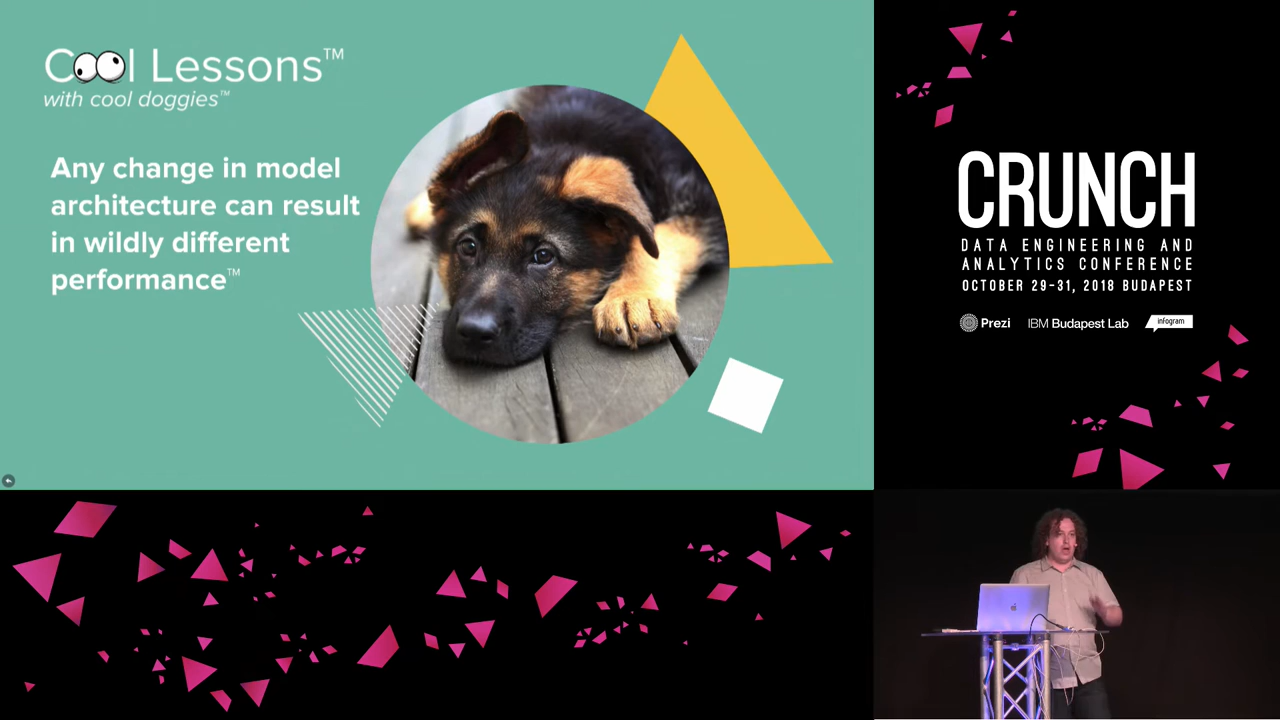 Cool Lessons™
with cool doggies™
Any change in model
architecture can result
in wildly different
performance™
CRUNCH
DATA ENGINEERING AND
ANALYTICS CONFERENCE
OCTOBER 29-31, 2018 BUDAPEST
Prezi IBM Budapest Lab infogram